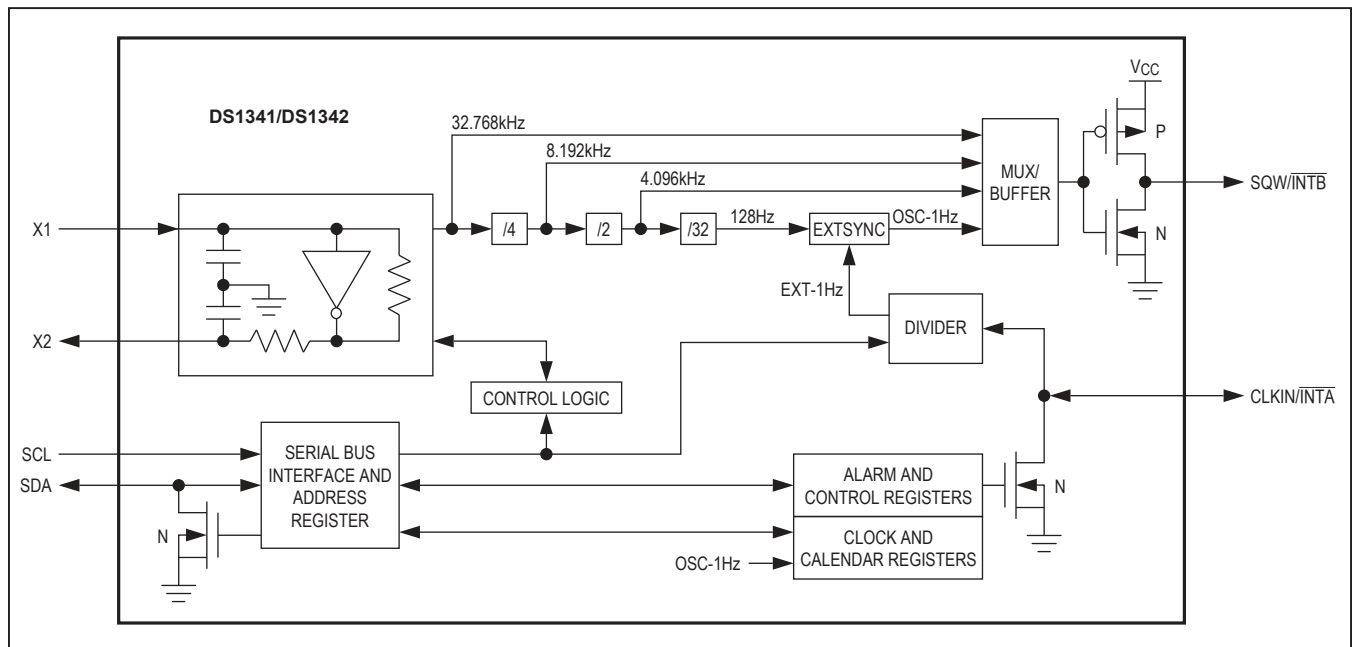 DS1341/DS1342
VCC
32.768kHz
P
8.192kHz
MUX/
BUFFER
4.096kHz
SQW/INTB
X1
/4
/2
/32
128Hz
EXTSYNC
OSC-1Hz
N
EXT-1Hz
X2
DIVIDER
CONTROL LOGIC
CLKIN/INTA
SCL
SDA
SERIAL BUS
INTERFACE AND
ADDRESS
REGISTER
ALARM AND
CONTROL REGISTERS
N
N
CLOCK AND
CALENDAR REGISTERS
OSC-1Hz